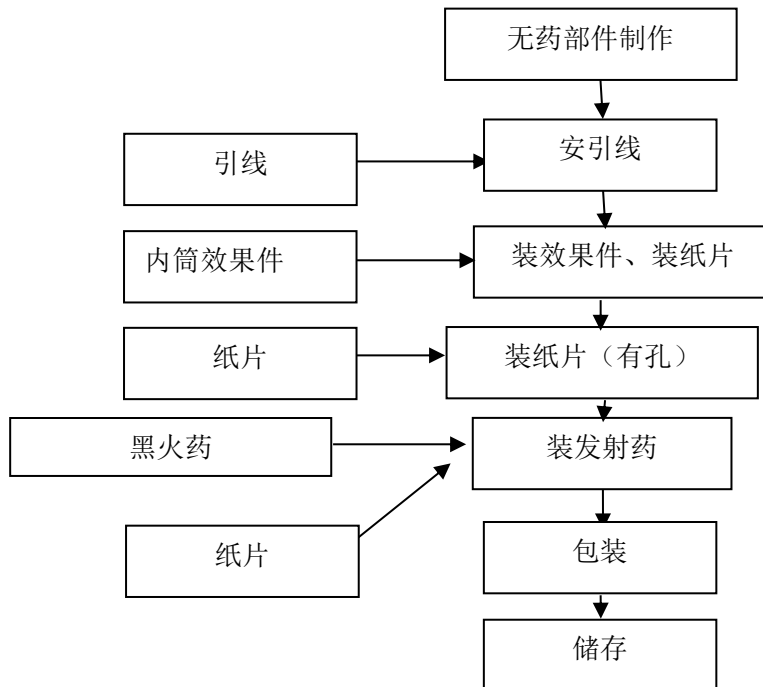 无药部件制作
引线
安引线
内筒效果件
装效果件、装纸片
纸片
装纸片（有孔）
黑火药
装发射药
纸片
包装
储存